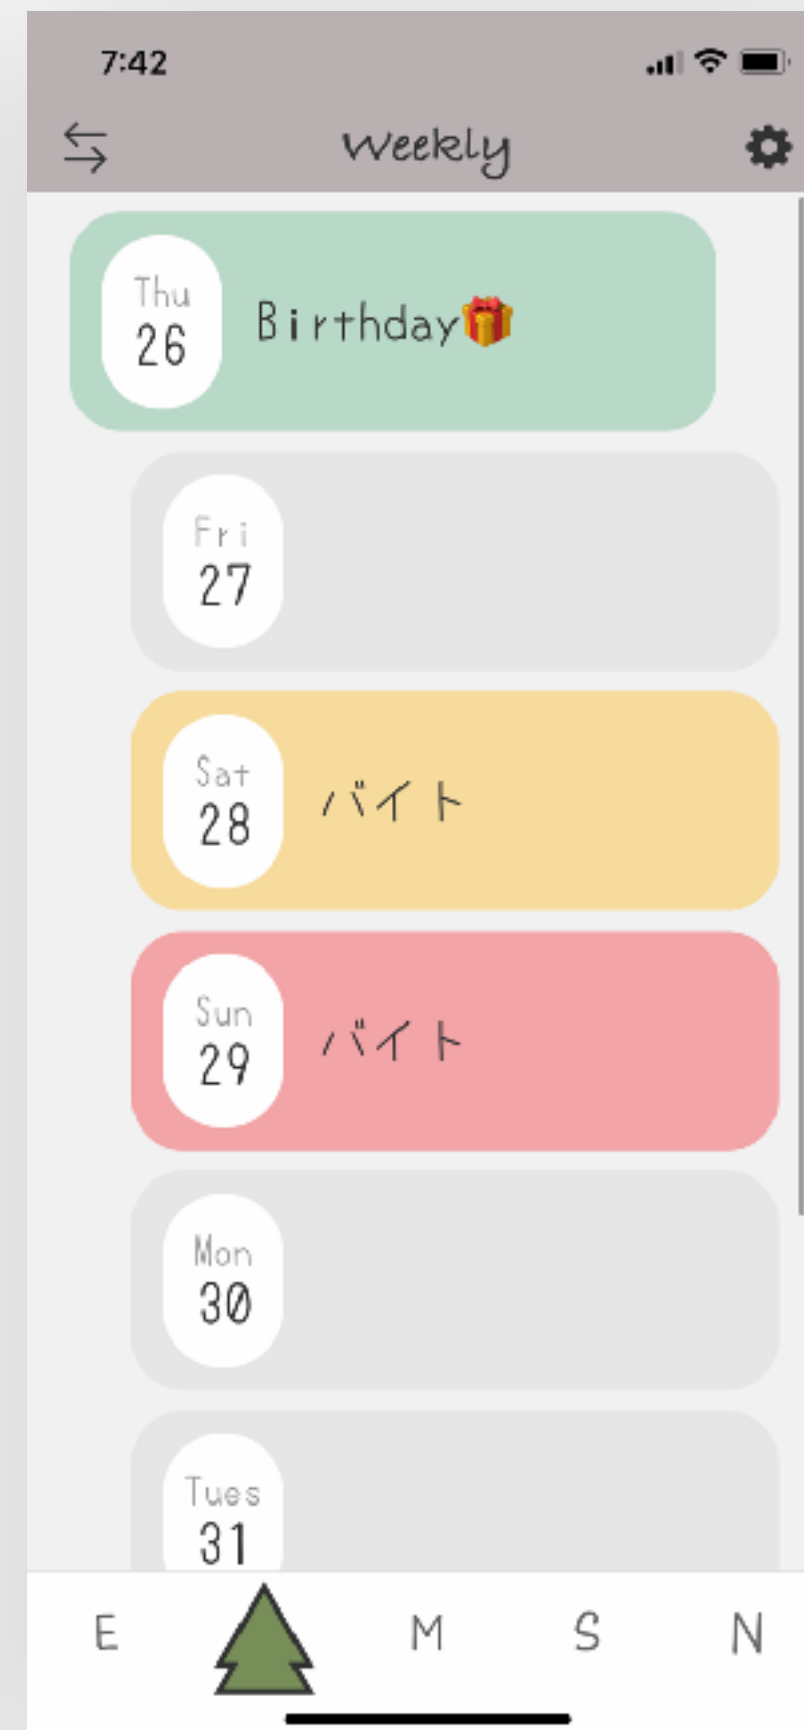 7:42
Weekly
Thu
26
Birthday🎁
Fri
27
Sat
28
バイト
Sun
29
バイト
Mon
30
Tues
31
E M S N